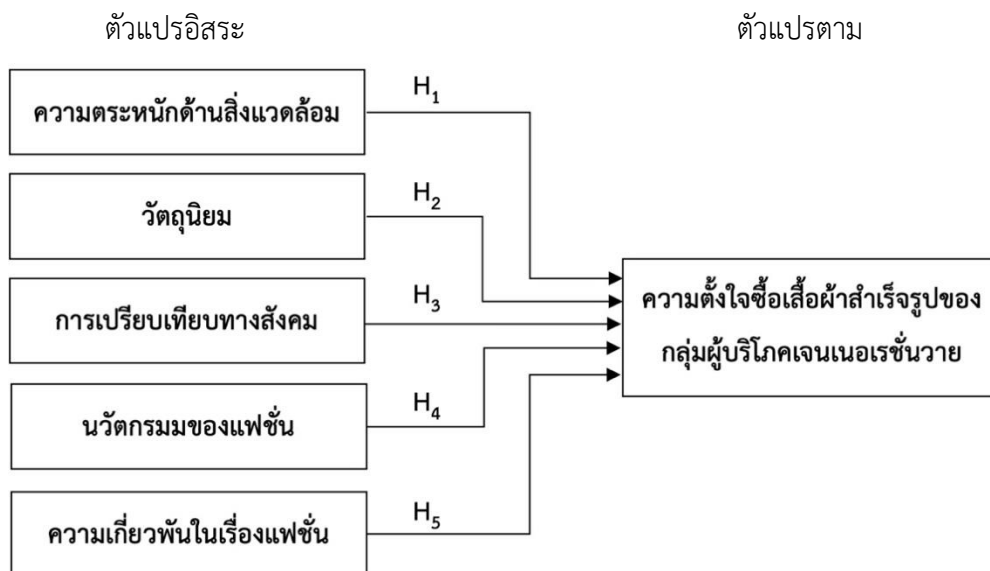 ตัวแปรอิสระ
ตัวแปรตาม
ความตระหนักด้านสิ่งแวดล้อม
H₁
วัตถุนิยม
H₂
การเปรียบเทียบทางสังคม
H₃
นวัตกรมมของแฟชั่น
H₄
ความเกี่ยวพันในเรื่องแฟชั่น
H₅
ความตั้งใจซื้อเสื้อผ้าสำเร็จรูปของ
กลุ่มผู้บริโภคเจนเนอเรชั่นวาย